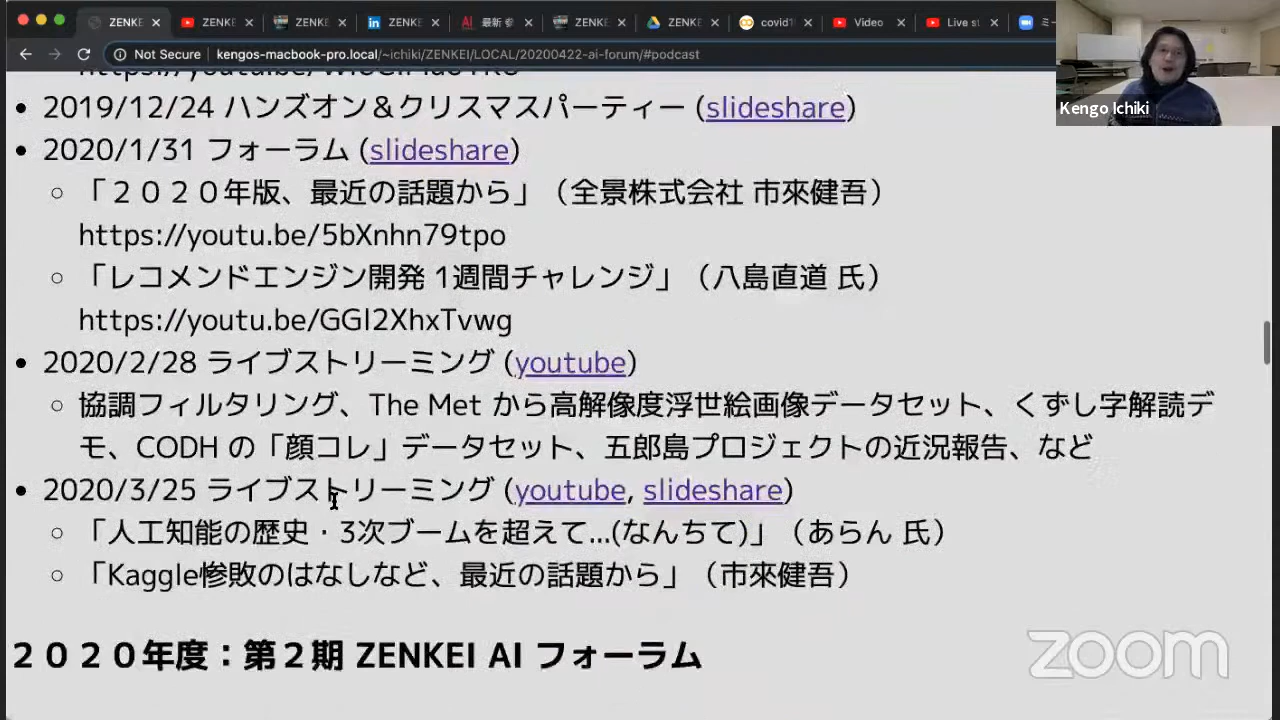 ZENKEI
ZENKE
ZENKE
ZENKE
最新
ZENKE
ZENKE
Video
Live st
Not Secure
kengos-macbook-pro.local/~ichiki/ZENKEI/LOCAL/20200422-ai-forum/#podcast
Kengo Ichiki
• 2019/12/24 ハンズオン＆クリスマスパーティー (slideshare)
• 2020/1/31 フォーラム (slideshare)
○ 「２０２０年版、最近の話題から」（全景株式会社 市來健吾）
https://youtu.be/5bXnhn79tpo
○ 「レコメンドエンジン開発 1週間チャレンジ」（八島直道 氏）
https://youtu.be/GGl2XhxTvwg
• 2020/2/28 ライブストリーミング (youtube)
○ 協調フィルタリング、The Met から高解像度浮世絵画像データセット、くずし字解読デ
モ、CODH の「顔コレ」データセット、五郎島プロジェクトの近況報告、など
• 2020/3/25 ライブストリーミング (youtube, slideshare)
○ 「人工知能の歴史・3次ブームを超えて...(なんちて)」（あらん 氏）
○ 「Kaggle惨敗のはなしなど、最近の話題から」（市來健吾）
２０２０年度：第２期 ZENKEI AI フォーラム
zoom